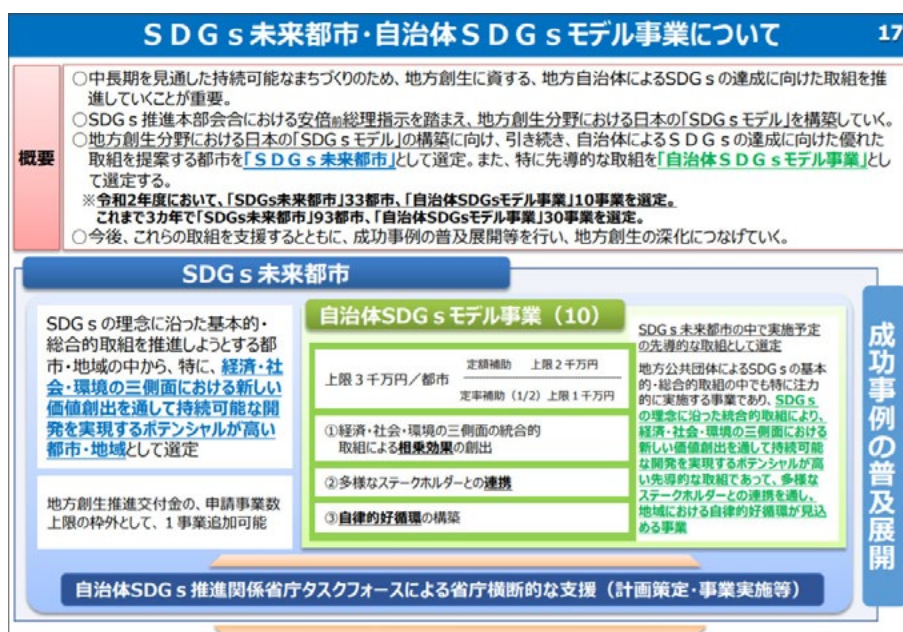 SDGs未来都市・自治体SDGsモデル事業について
17
概要
○中長期を見通した持続可能なまちづくりのため、地方創生に資する、地方自治体によるSDGsの達成に向けた取組を推
進していくことが重要。
○SDGs推進本部会合における安倍前総理指示を踏まえ、地方創生分野における日本の「SDGsモデル」を構築していく。
○地方創生分野における日本の「SDGsモデル」の構築に向け、引き続き、自治体によるSDGsの達成に向けた優れた
取組を提案する都市を「SDGs未来都市」として選定。また、特に先導的な取組を「自治体SDGsモデル事業」とし
て選定する。
※令和2年度において、「SDGs未来都市」33都市、「自治体SDGsモデル事業」10事業を選定。
これまで3カ年で「SDGs未来都市」93都市、「自治体SDGsモデル事業」30事業を選定。
○今後、これらの取組を支援するとともに、成功事例の普及展開等を行い、地方創生の深化につなげていく。
SDGs未来都市
SDGsの理念に沿った基本的・
総合的取組を推進しようとする都
市・地域の中から、特に、経済・社
会・環境の三側面における新しい
価値創出を通して持続可能な開
発を実現するポテンシャルが高い
都市・地域として選定
地方創生推進交付金の、申請事業数
上限の枠外として、1事業追加可能
自治体SDGsモデル事業(10)
上限3千万円/都市
定額補助 上限2千万円
定率補助(1/2)上限1千万円
①経済・社会・環境の三側面の統合的
取組による相乗効果の創出
②多様なステークホルダーとの連携
③自律的好循環の構築
SDGs未来都市の中で実施予定
の先導的な取組として選定
地方公共団体によるSDGsの基本
的・総合的取組の中でも特に注力
的に実施する事業であり、SDGs
の理念に沿った統合的取組により、
経済・社会・環境の三側面における
新しい価値創出を通して持続可能
な開発を実現するポテンシャルが高
い先導的な取組であって、多様な
ステークホルダーとの連携を通し、
地域における自律的好循環が見込
める事業
成功事例の普及展開
自治体SDGs推進関係省庁タスクフォースによる省庁横断的な支援(計画策定・事業実施等)